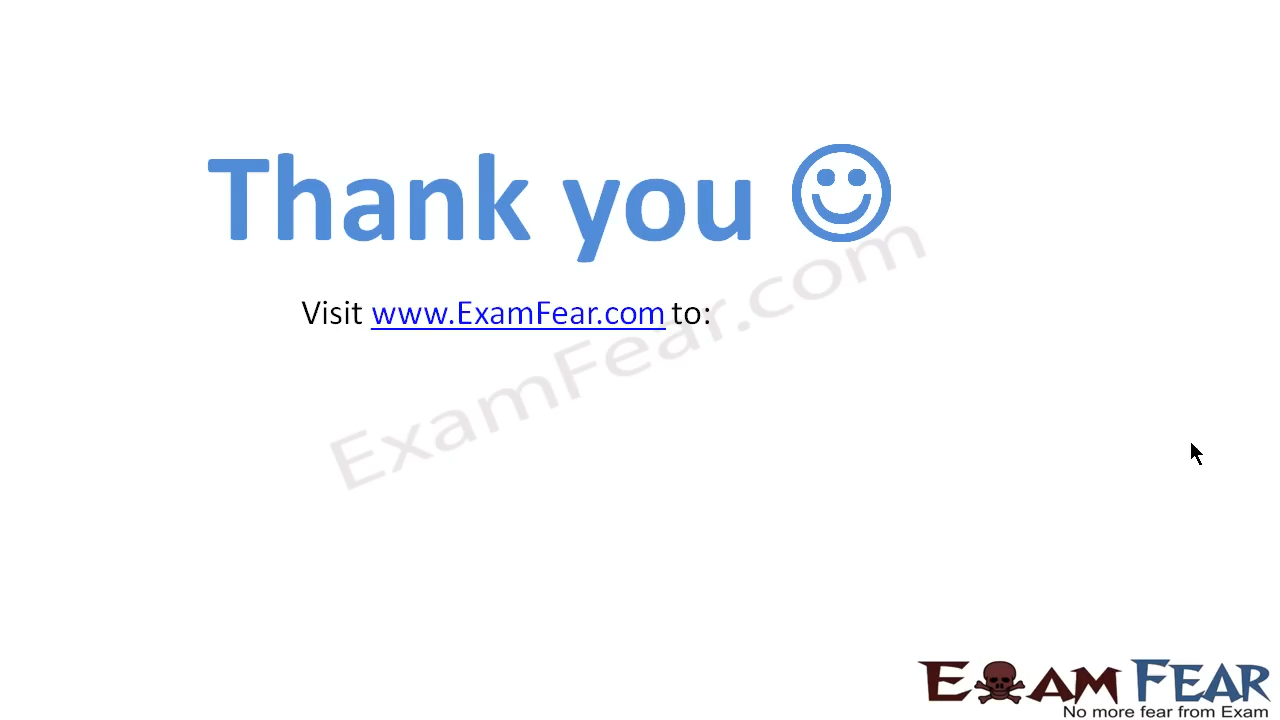 Thank you ☺
Visit www.ExamFear.com to:
ExamFear.com
EXAM FEAR
No more fear from Exam